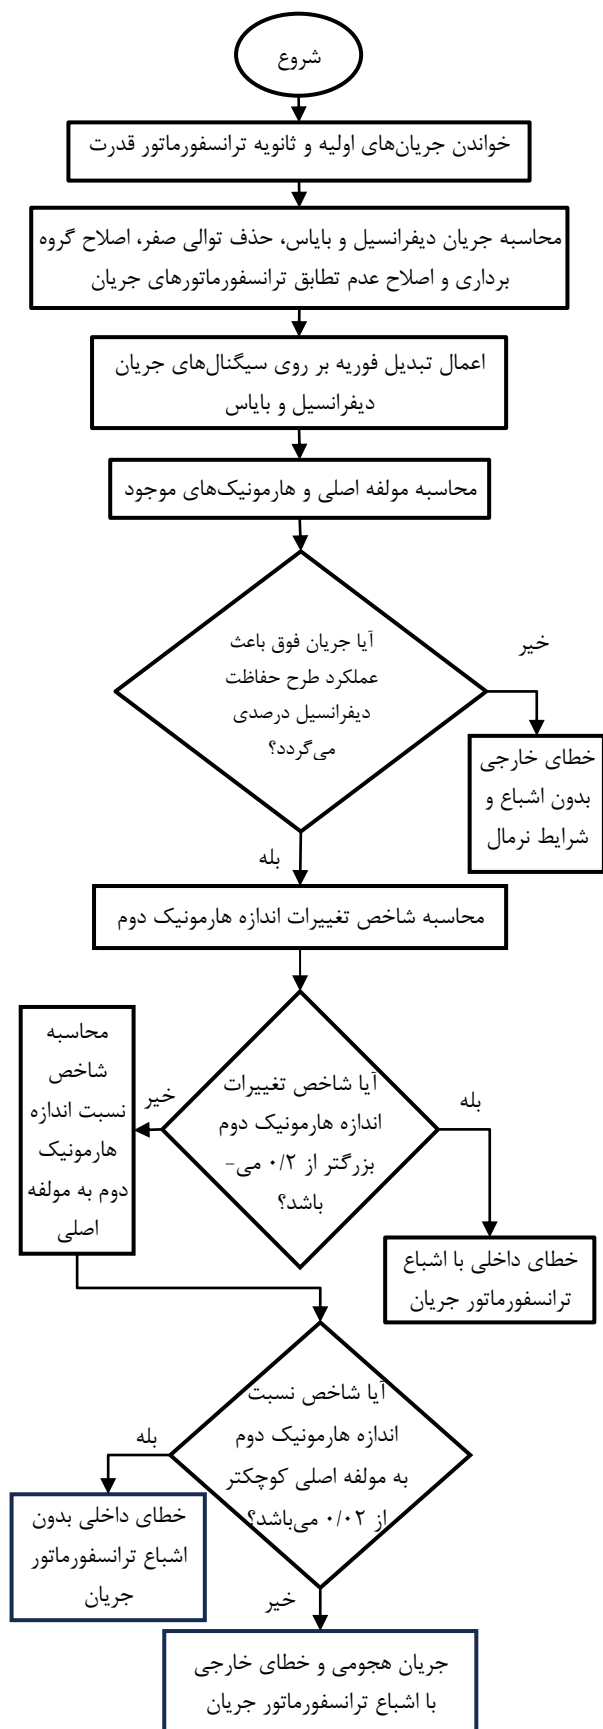 شروع
خواندن جریان‌های اولیه و ثانویه ترانسفورماتور قدرت
محاسبه جریان دیفرانسیل و بایاس، حذف توالی صفر، اصلاح گروه
برداری و اصلاح عدم تطابق ترانسفورماتورهای جریان
اعمال تبدیل فوریه بر روی سیگنال‌های جریان
دیفرانسیل و بایاس
محاسبه مولفه اصلی و هارمونیک‌های موجود
آیا جریان فوق باعث
عملکرد طرح حفاظت
دیفرانسیل درصدی
می‌گردد؟
خیر
خطای خارجی
بدون اشباع و
شرایط نرمال
بله
محاسبه شاخص تغییرات اندازه هارمونیک دوم
آیا شاخص تغییرات
اندازه هارمونیک دوم
بزرگتر از ۰/۲ می-
باشد؟
بله
خطای داخلی با اشباع
ترانسفورماتور جریان
خیر
محاسبه
شاخص
نسبت اندازه
هارمونیک
دوم به مولفه
اصلی
آیا شاخص نسبت
اندازه هارمونیک دوم
به مولفه اصلی کوچکتر
از ۰/۰۲ می‌باشد؟
بله
خطای داخلی بدون
اشباع ترانسفورماتور
جریان
خیر
جریان هجومی و خطای خارجی
با اشباع ترانسفورماتور جریان